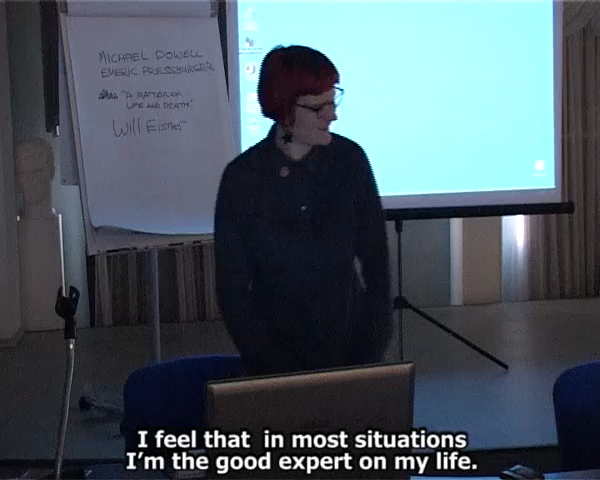 MICHAEL DOWELL
EMERIC PRESSBURGER
"A MATTER OF
LIFE AND DEATH"
Will Eisner
I feel that in most situations
I'm the good expert on my life.